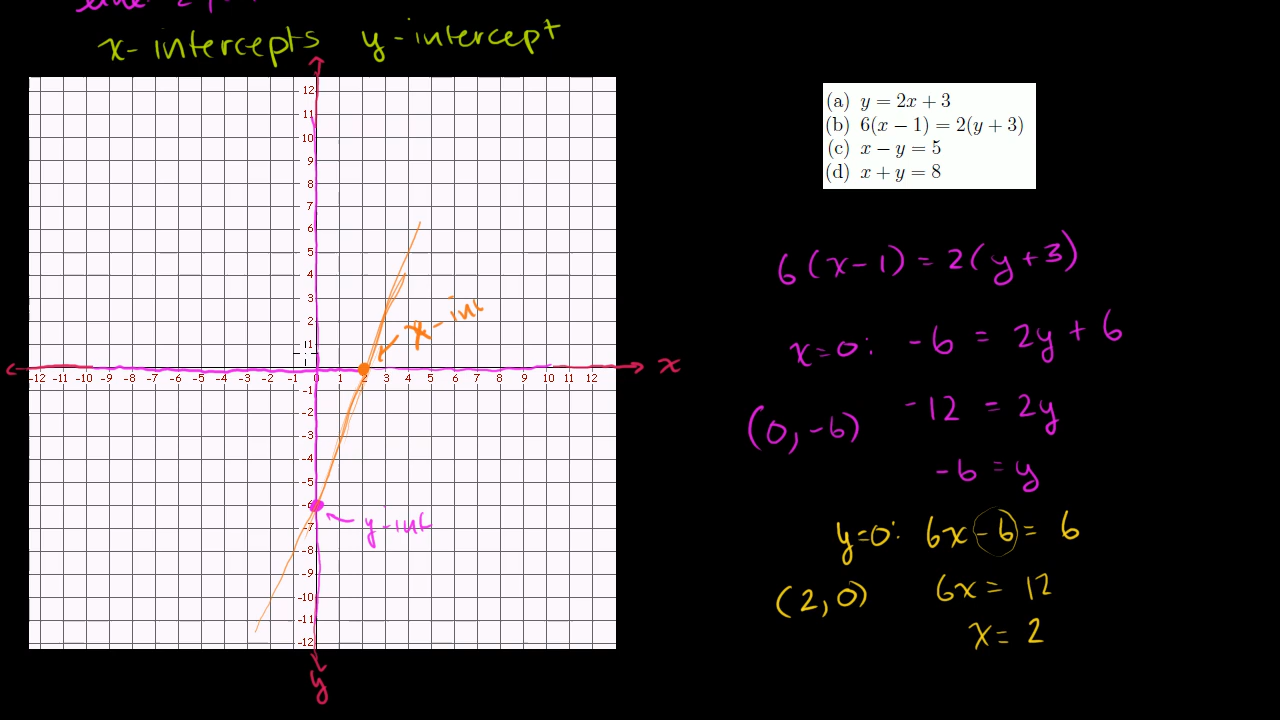 line
x-intercepts y-intercept
12
11
10
9
8
7
6
5
4
3
2
1
-12 -11 -10 -9 -8 -7 -6 -5 -4 -3 -2 -1 0 1 2 3 4 5 6 7 8 9 10 11 12
-1
-2
-3
-4
-5
-6
-7
-8
-9
-10
-11
-12
x
y
x-int
y-int
(a) y = 2x + 3
(b) 6(x − 1) = 2(y + 3)
(c) x − y = 5
(d) x + y = 8
6(x-1) = 2(y+3)
x=0: -6 = 2y + 6
-12 = 2y
(0, -6)
-6 = y
y=0: 6x - 6 = 6
(2, 0) 6x = 12
x = 2